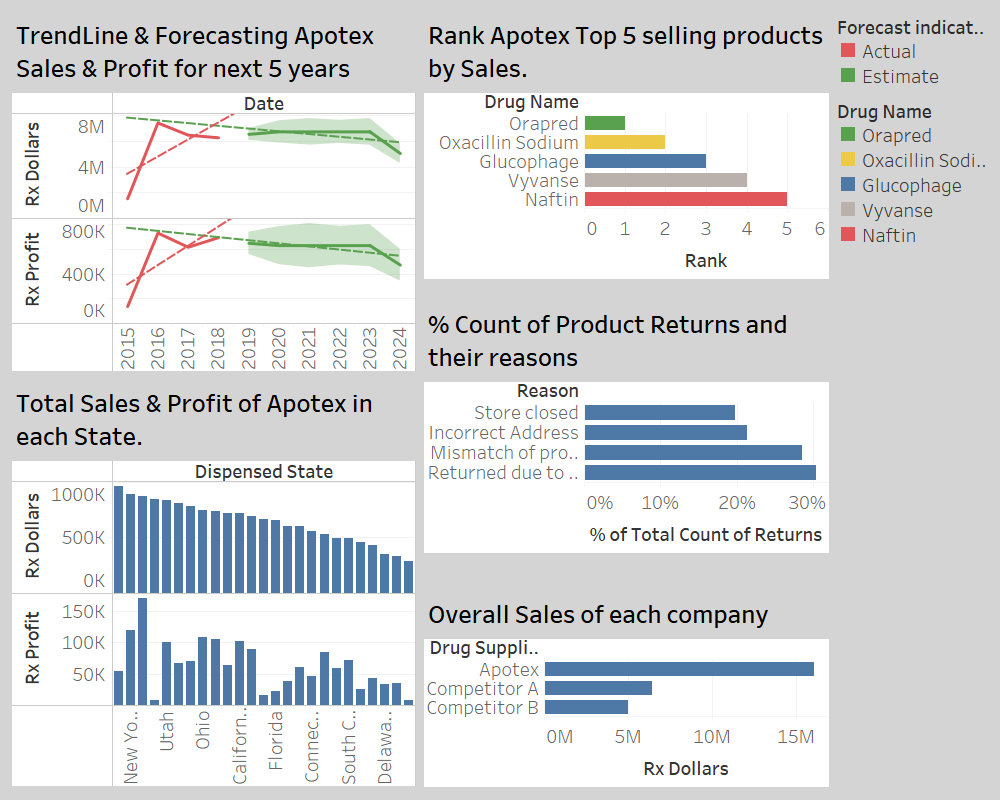 TrendLine & Forecasting Apotex
Sales & Profit for next 5 years
Date
Rx Dollars
8M
4M
0M
Rx Profit
800K
400K
0K
2015
2016
2017
2018
2019
2020
2021
2022
2023
2024
Total Sales & Profit of Apotex in
each State.
Dispensed State
Rx Dollars
1000K
500K
0K
Rx Profit
150K
100K
50K
New Yo..
Utah
Ohio
Californ..
Florida
Connec..
South C..
Delawa..
Rank Apotex Top 5 selling products
by Sales.
Drug Name
Orapred
Oxacillin Sodium
Glucophage
Vyvanse
Naftin
0 1 2 3 4 5 6
Rank
% Count of Product Returns and
their reasons
Reason
Store closed
Incorrect Address
Mismatch of pro..
Returned due to ..
0% 10% 20% 30%
% of Total Count of Returns
Overall Sales of each company
Drug Suppli..
Apotex
Competitor A
Competitor B
0M 5M 10M 15M
Rx Dollars
Forecast indicat..
Actual
Estimate
Drug Name
Orapred
Oxacillin Sodi..
Glucophage
Vyvanse
Naftin